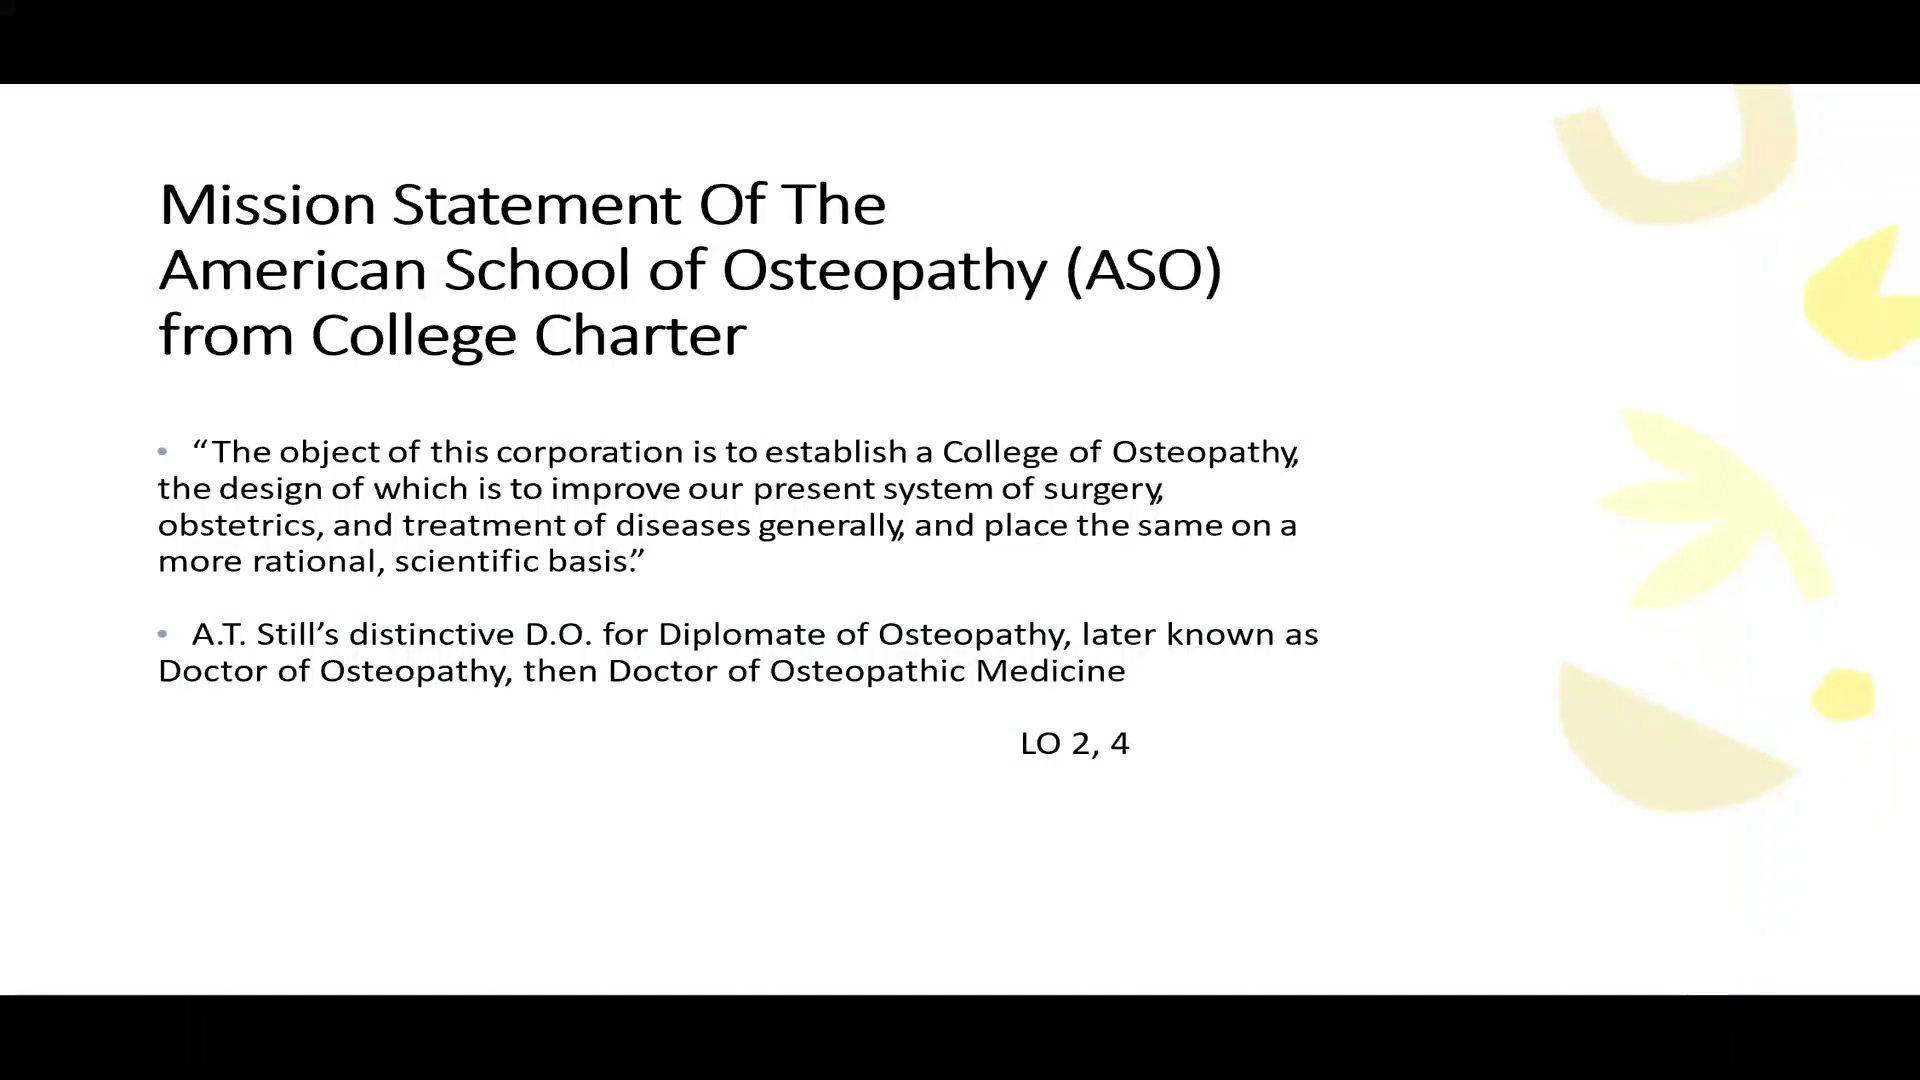 Mission Statement Of The
American School of Osteopathy (ASO)
from College Charter
• “The object of this corporation is to establish a College of Osteopathy,
the design of which is to improve our present system of surgery,
obstetrics, and treatment of diseases generally, and place the same on a
more rational, scientific basis.”
• A.T. Still’s distinctive D.O. for Diplomate of Osteopathy, later known as
Doctor of Osteopathy, then Doctor of Osteopathic Medicine
LO 2, 4